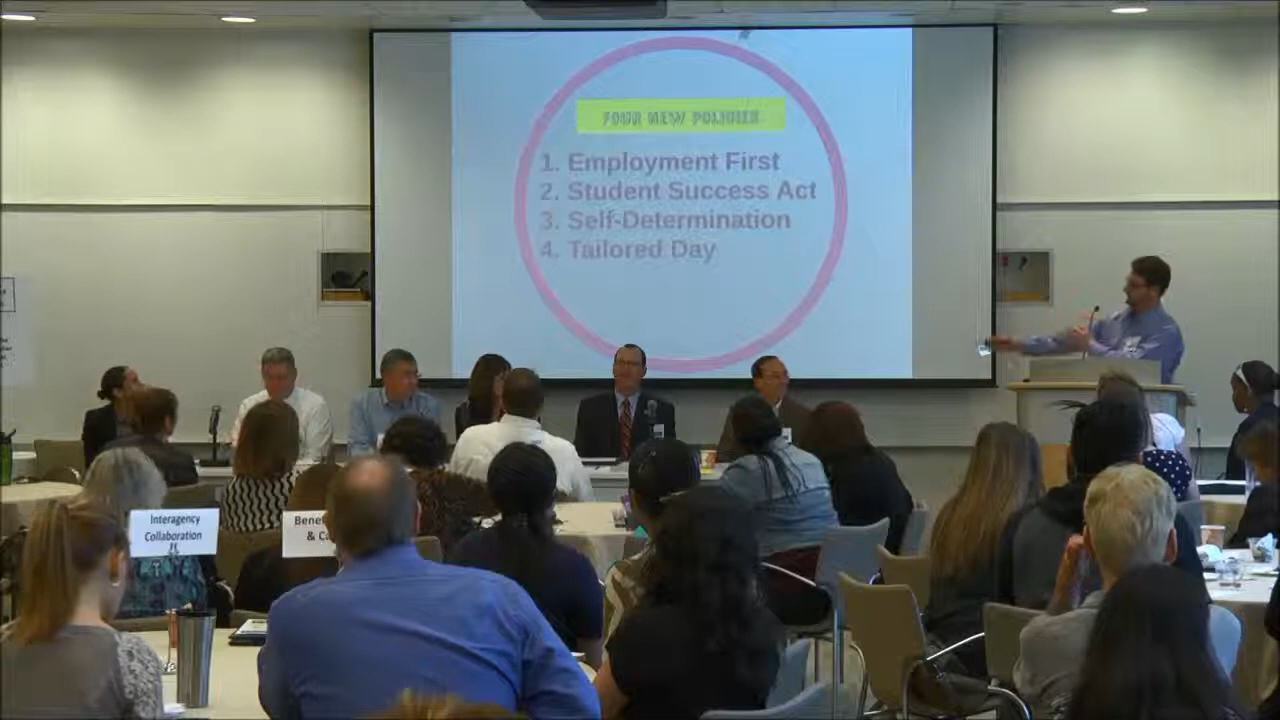 FOUR NEW POLICIES
1. Employment First
2. Student Success Act
3. Self-Determination
4. Tailored Day
Interagency
Collaboration
&